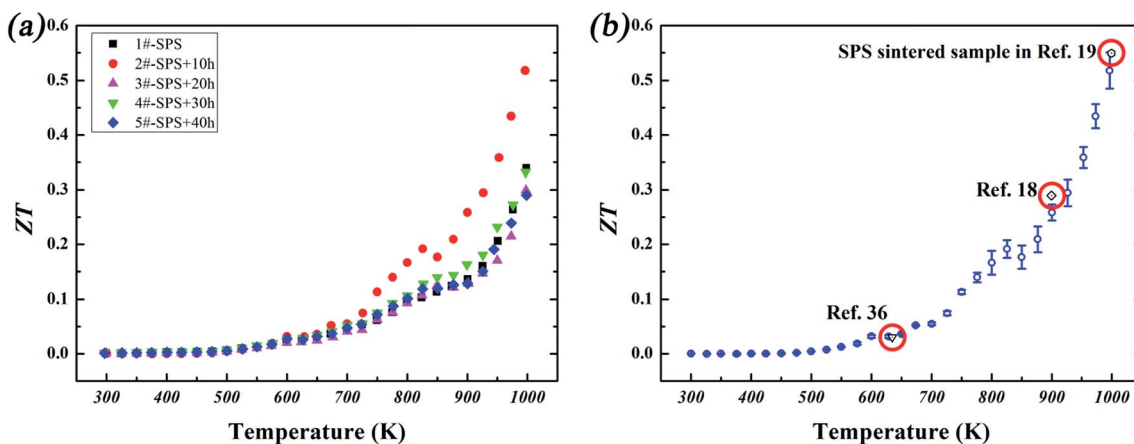 (a)
0.6
0.5
0.4
0.3
0.2
0.1
0.0
ZT
1#-SPS
2#-SPS+10h
3#-SPS+20h
4#-SPS+30h
5#-SPS+40h
300 400 500 600 700 800 900 1000
Temperature (K)
(b)
0.6
0.5
0.4
0.3
0.2
0.1
0.0
ZT
SPS sintered sample in Ref. 19
Ref. 18
Ref. 36
300 400 500 600 700 800 900 1000
Temperature (K)